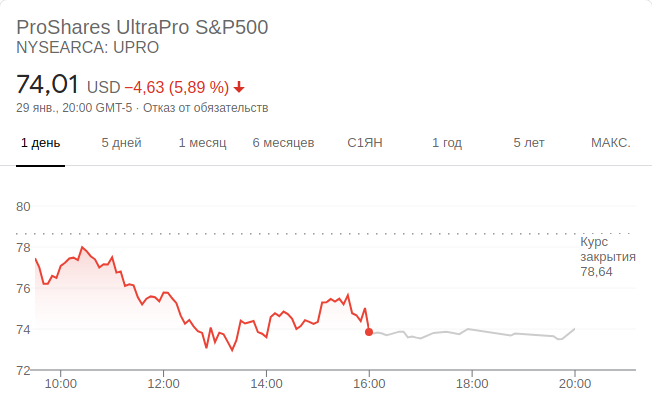 ProShares UltraPro S&P500
NYSEARCA: UPRO
74,01 USD −4,63 (5,89 %)
29 янв., 20:00 GMT-5 · Отказ от обязательств
1 день 5 дней 1 месяц 6 месяцев С1ЯН 1 год 5 лет МАКС.
80
78
76
74
72
Курс
закрытия
78,64
10:00 12:00 14:00 16:00 18:00 20:00